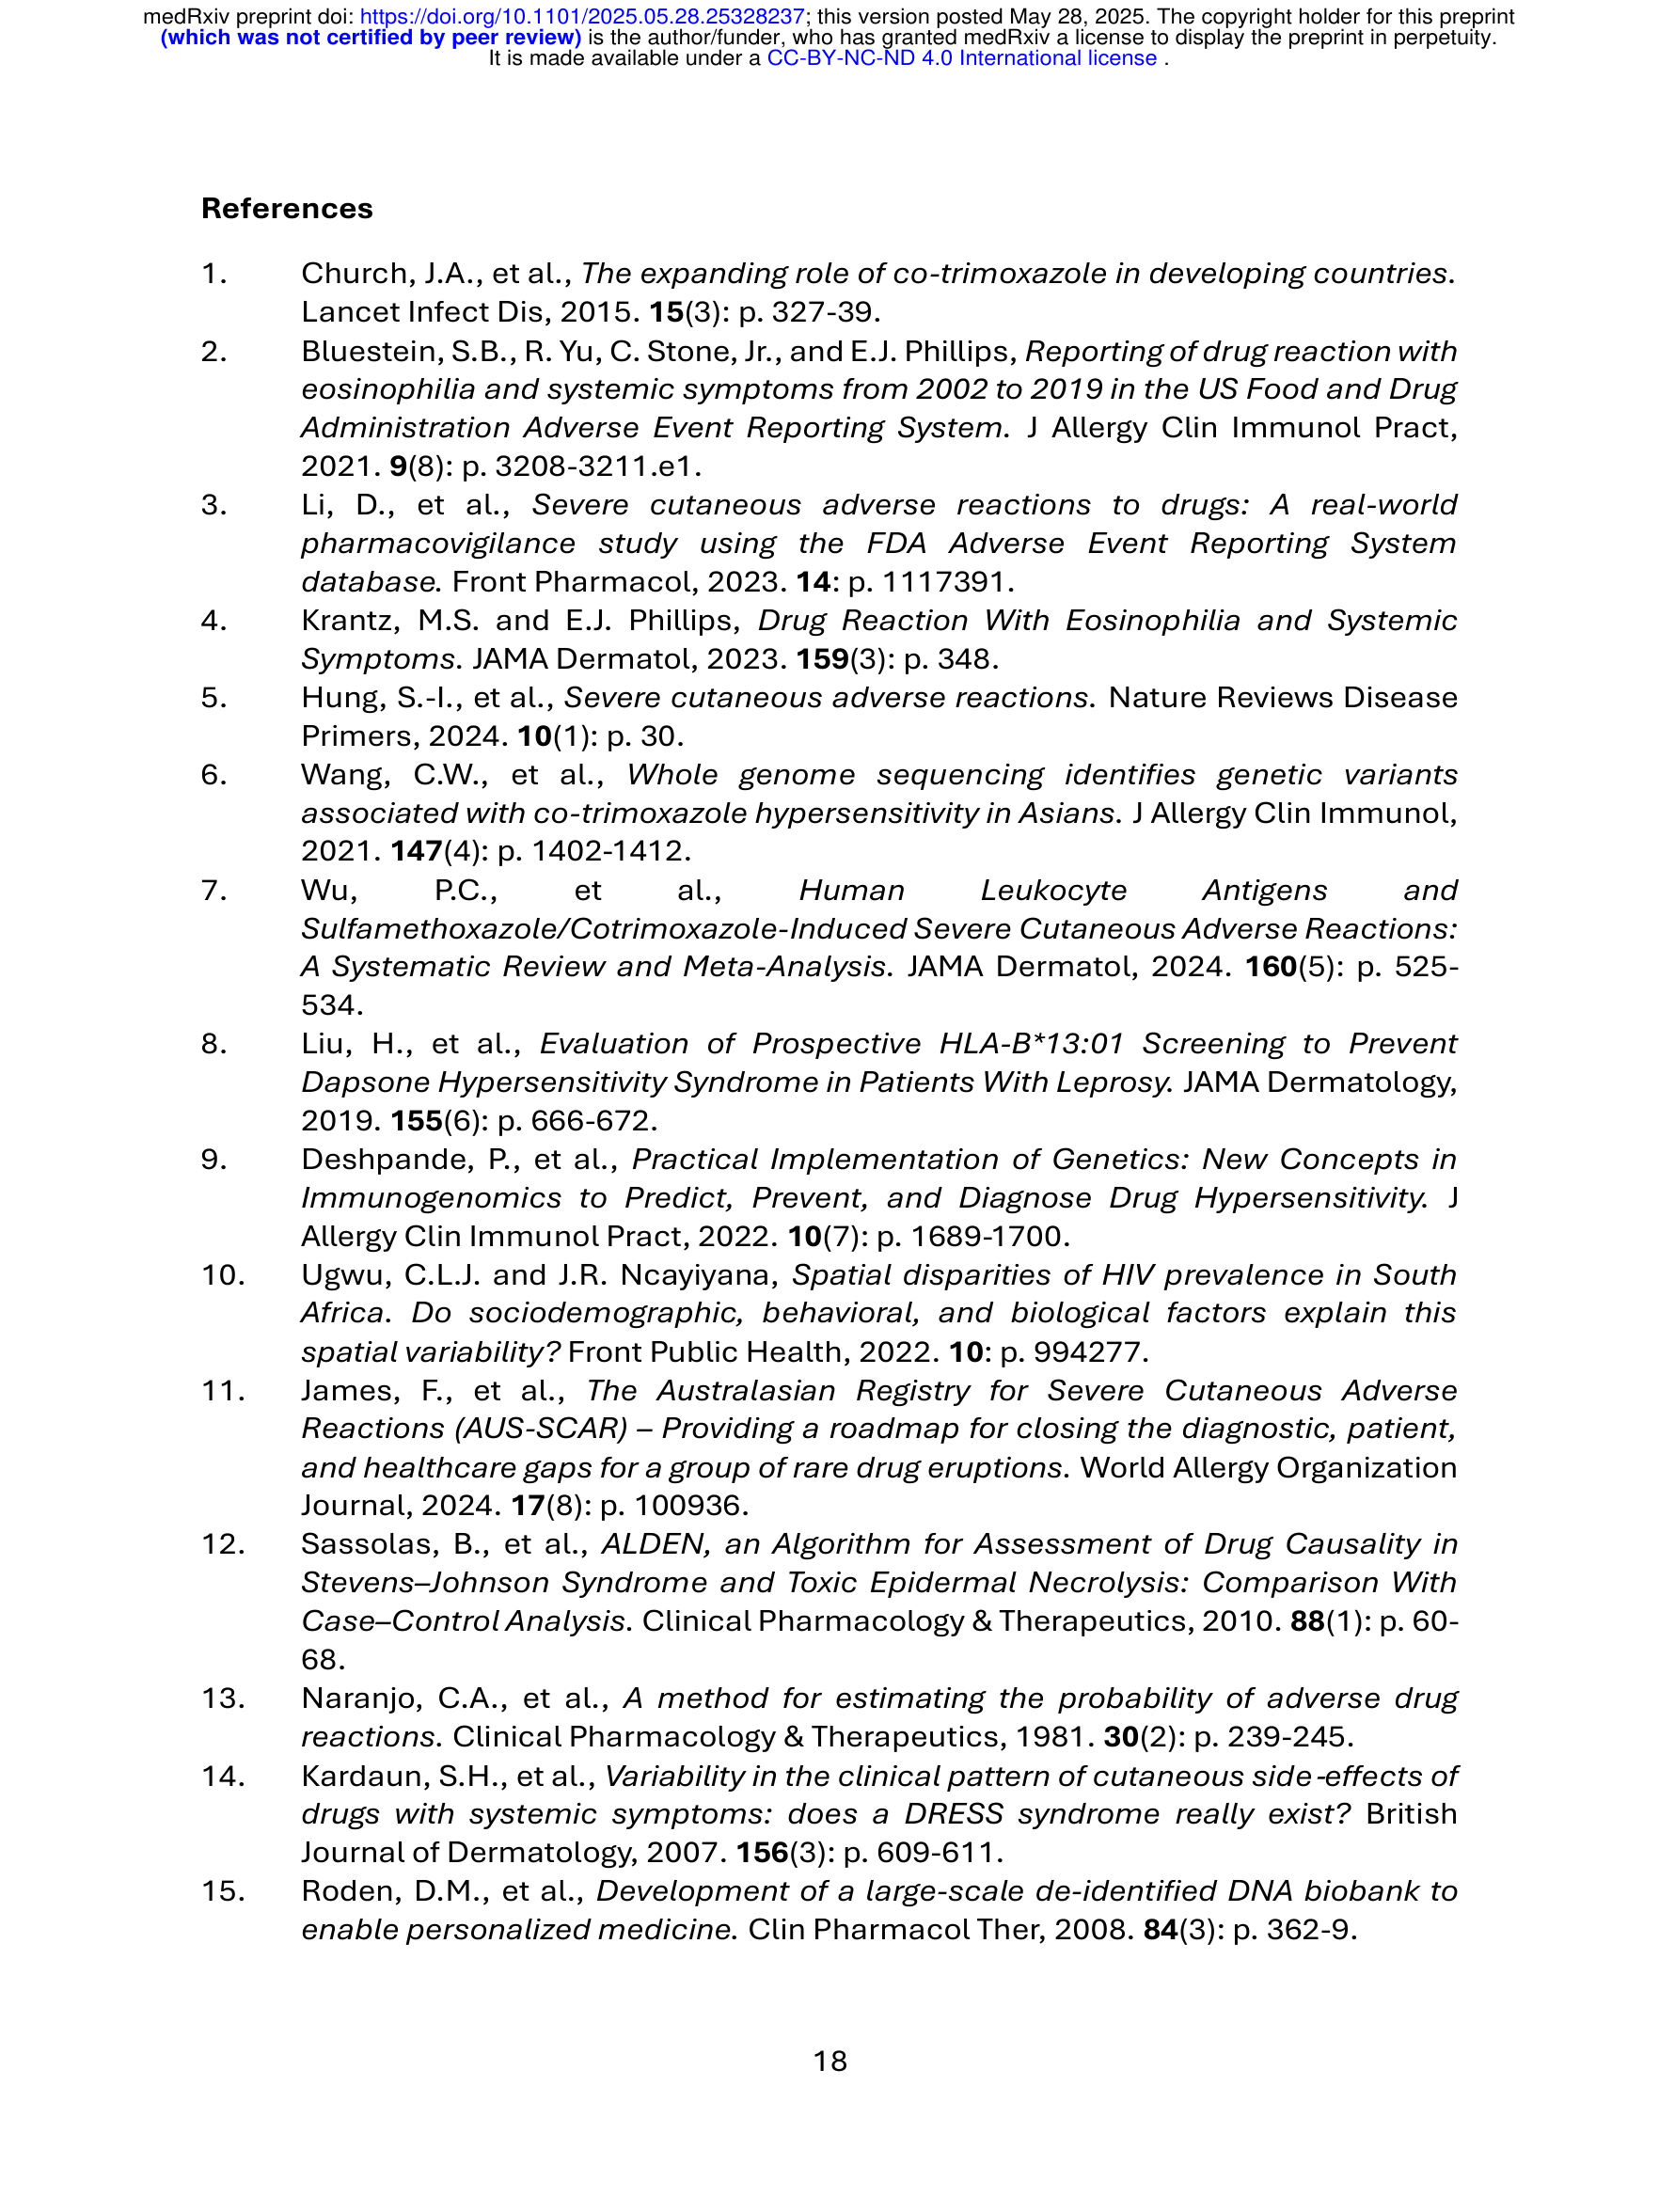 medRxiv preprint doi: https://doi.org/10.1101/2025.05.28.25328237; this version posted May 28, 2025. The copyright holder for this preprint
(which was not certified by peer review) is the author/funder, who has granted medRxiv a license to display the preprint in perpetuity.
It is made available under a CC-BY-NC-ND 4.0 International license .
References
1. Church, J.A., et al., The expanding role of co-trimoxazole in developing countries.
Lancet Infect Dis, 2015. 15(3): p. 327-39.
2. Bluestein, S.B., R. Yu, C. Stone, Jr., and E.J. Phillips, Reporting of drug reaction with
eosinophilia and systemic symptoms from 2002 to 2019 in the US Food and Drug
Administration Adverse Event Reporting System. J Allergy Clin Immunol Pract,
2021. 9(8): p. 3208-3211.e1.
3. Li, D., et al., Severe cutaneous adverse reactions to drugs: A real-world
pharmacovigilance study using the FDA Adverse Event Reporting System
database. Front Pharmacol, 2023. 14: p. 1117391.
4. Krantz, M.S. and E.J. Phillips, Drug Reaction With Eosinophilia and Systemic
Symptoms. JAMA Dermatol, 2023. 159(3): p. 348.
5. Hung, S.-I., et al., Severe cutaneous adverse reactions. Nature Reviews Disease
Primers, 2024. 10(1): p. 30.
6. Wang, C.W., et al., Whole genome sequencing identifies genetic variants
associated with co-trimoxazole hypersensitivity in Asians. J Allergy Clin Immunol,
2021. 147(4): p. 1402-1412.
7. Wu, P.C., et al., Human Leukocyte Antigens and
Sulfamethoxazole/Cotrimoxazole-Induced Severe Cutaneous Adverse Reactions:
A Systematic Review and Meta-Analysis. JAMA Dermatol, 2024. 160(5): p. 525-
534.
8. Liu, H., et al., Evaluation of Prospective HLA-B*13:01 Screening to Prevent
Dapsone Hypersensitivity Syndrome in Patients With Leprosy. JAMA Dermatology,
2019. 155(6): p. 666-672.
9. Deshpande, P., et al., Practical Implementation of Genetics: New Concepts in
Immunogenomics to Predict, Prevent, and Diagnose Drug Hypersensitivity. J
Allergy Clin Immunol Pract, 2022. 10(7): p. 1689-1700.
10. Ugwu, C.L.J. and J.R. Ncayiyana, Spatial disparities of HIV prevalence in South
Africa. Do sociodemographic, behavioral, and biological factors explain this
spatial variability? Front Public Health, 2022. 10: p. 994277.
11. James, F., et al., The Australasian Registry for Severe Cutaneous Adverse
Reactions (AUS-SCAR) – Providing a roadmap for closing the diagnostic, patient,
and healthcare gaps for a group of rare drug eruptions. World Allergy Organization
Journal, 2024. 17(8): p. 100936.
12. Sassolas, B., et al., ALDEN, an Algorithm for Assessment of Drug Causality in
Stevens–Johnson Syndrome and Toxic Epidermal Necrolysis: Comparison With
Case–Control Analysis. Clinical Pharmacology & Therapeutics, 2010. 88(1): p. 60-
68.
13. Naranjo, C.A., et al., A method for estimating the probability of adverse drug
reactions. Clinical Pharmacology & Therapeutics, 1981. 30(2): p. 239-245.
14. Kardaun, S.H., et al., Variability in the clinical pattern of cutaneous side-effects of
drugs with systemic symptoms: does a DRESS syndrome really exist? British
Journal of Dermatology, 2007. 156(3): p. 609-611.
15. Roden, D.M., et al., Development of a large-scale de-identified DNA biobank to
enable personalized medicine. Clin Pharmacol Ther, 2008. 84(3): p. 362-9.
18